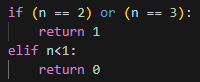 if (n == 2) or (n == 3):
    return 1
elif n<1:
    return 0